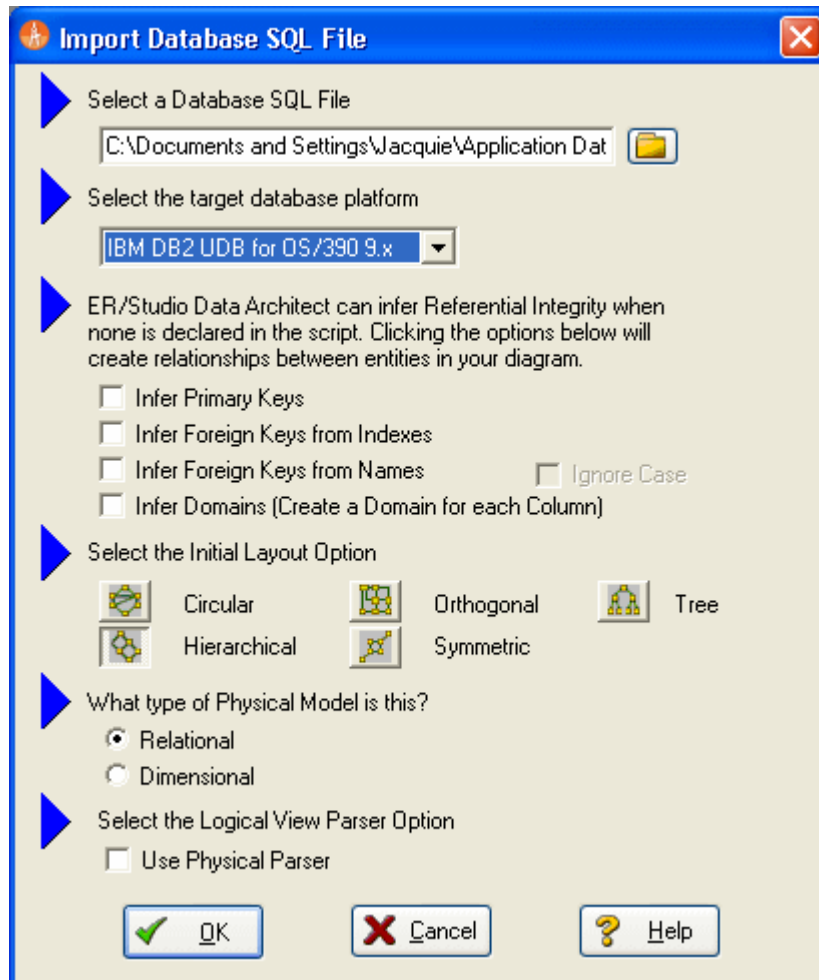 Import Database SQL File
Select a Database SQL File
C:\Documents and Settings\Jacquie\Application Dat
Select the target database platform
IBM DB2 UDB for OS/390 9.x
ER/Studio Data Architect can infer Referential Integrity when
none is declared in the script. Clicking the options below will
create relationships between entities in your diagram.
Infer Primary Keys
Infer Foreign Keys from Indexes
Infer Foreign Keys from Names Ignore Case
Infer Domains (Create a Domain for each Column)
Select the Initial Layout Option
Circular Orthogonal Tree
Hierarchical Symmetric
What type of Physical Model is this?
Relational
Dimensional
Select the Logical View Parser Option
Use Physical Parser
OK Cancel Help